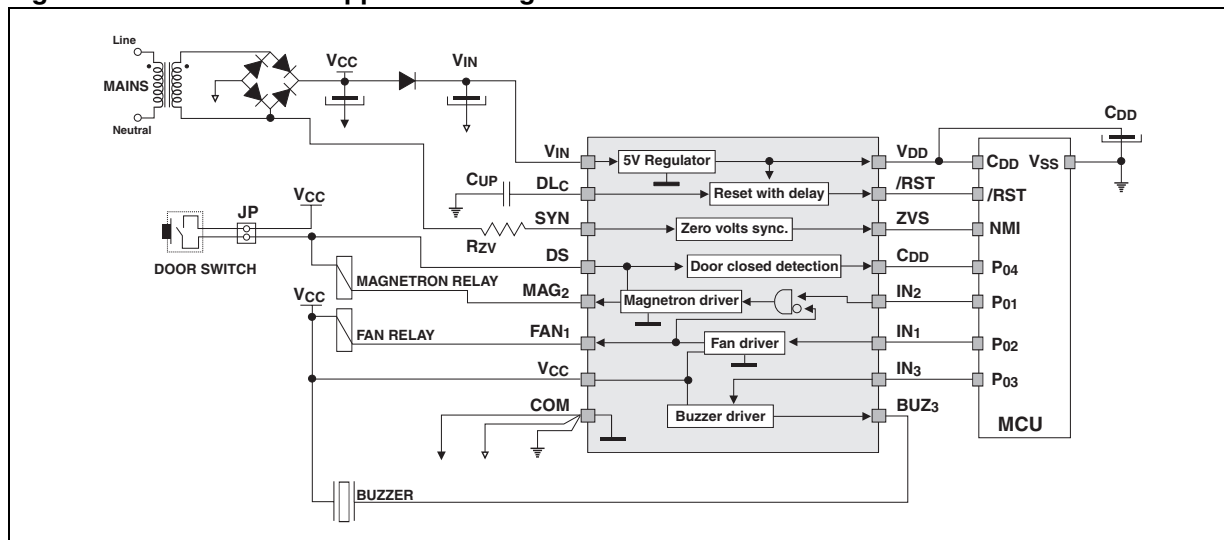 Line
MAINS
Neutral
VCC
VIN
CDD
VIN
5V Regulator
VDD
CDD VSS
CUP
DLC
Reset with delay
/RST
/RST
VCC
SYN
Zero volts sync.
ZVS
NMI
JP
RZV
DOOR SWITCH
DS
Door closed detection
CDD
P04
MAGNETRON RELAY
MAG2
Magnetron driver
IN2
P01
VCC
FAN RELAY
FAN1
Fan driver
IN1
P02
VCC
IN3
P03
COM
Buzzer driver
BUZ3
MCU
BUZZER